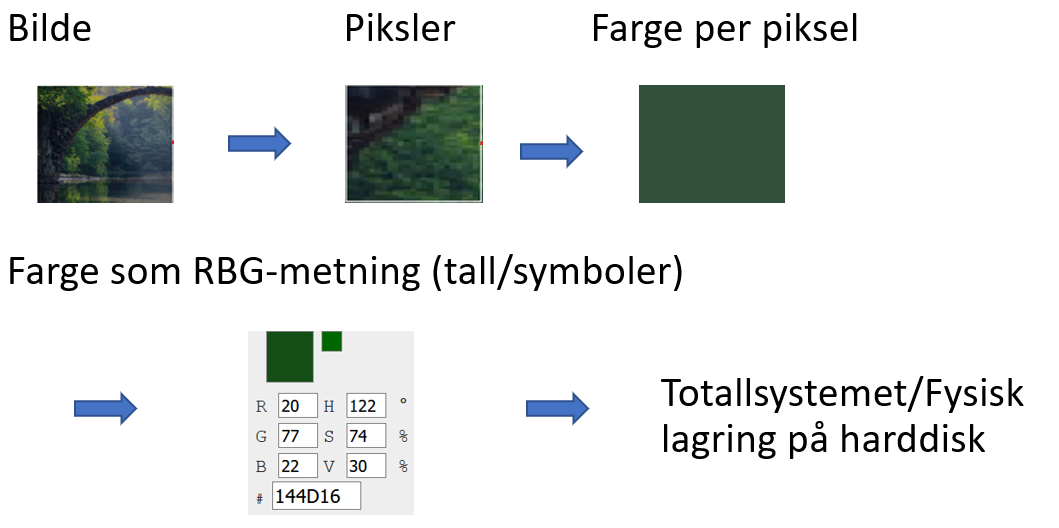 Bilde
Piksler
Farge per piksel
Farge som RBG-metning (tall/symboler)
R 20 H 122 °
G 77 S 74 %
B 22 V 30 %
# 144D16
Totallsystemet/Fysisk
lagring på harddisk